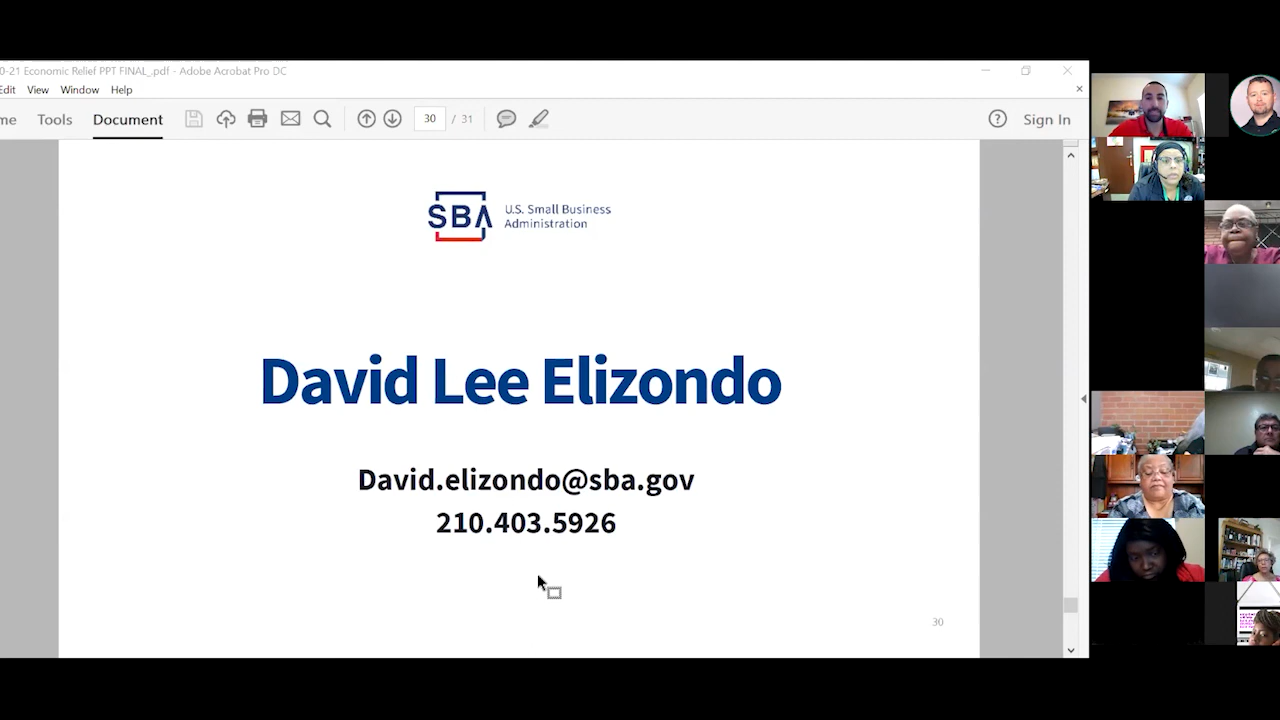 0-21 Economic Relief PPT FINAL_.pdf - Adobe Acrobat Pro DC
Edit View Window Help
me Tools Document 30 / 31 Sign In
SBA U.S. Small Business
Administration
David Lee Elizondo
David.elizondo@sba.gov
210.403.5926
30